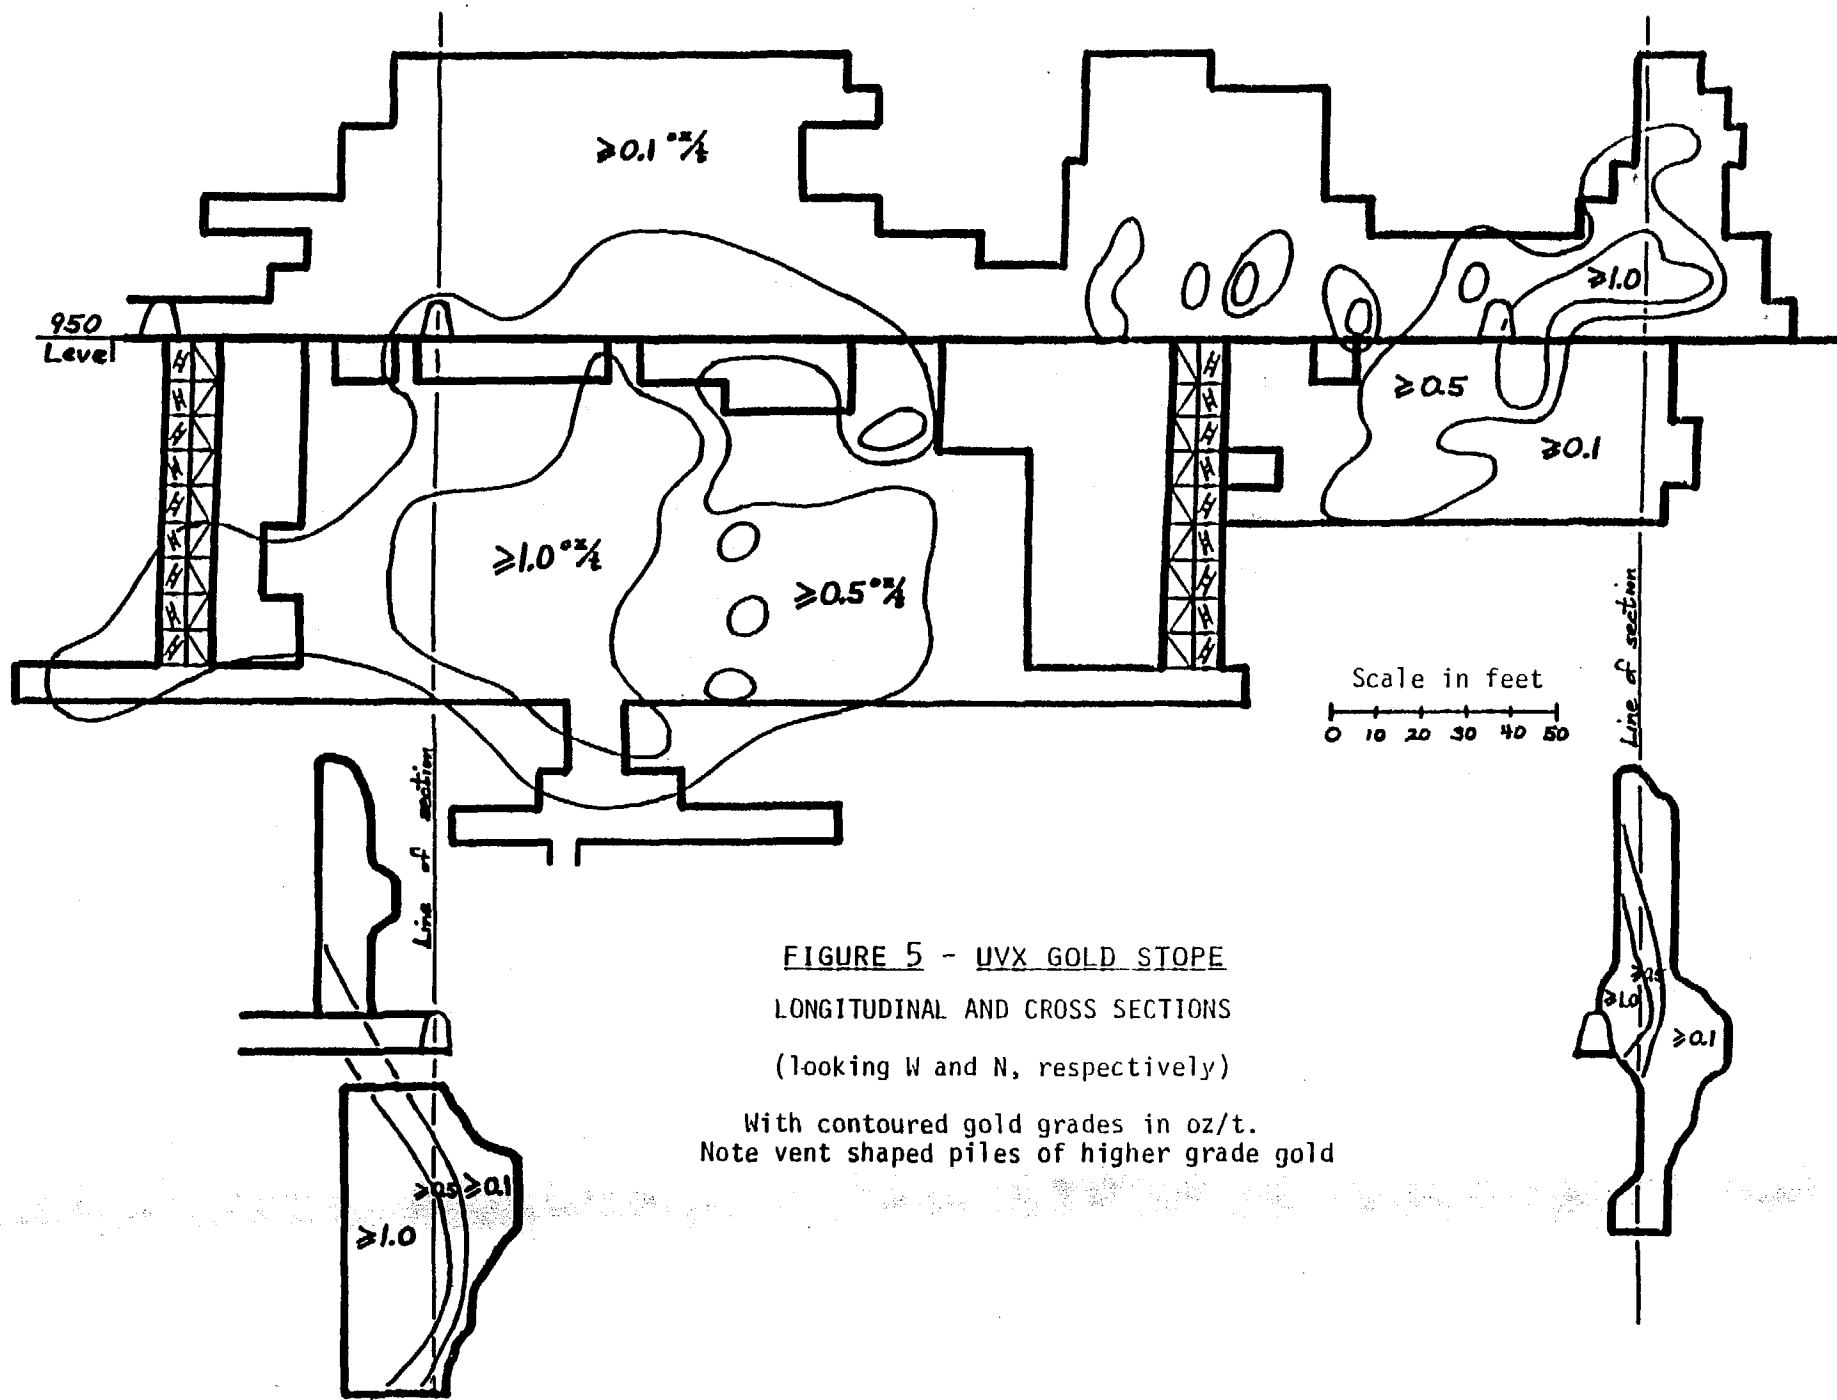 ≥0.1 oz/t
950
Level
≥1.0
≥0.5
≥0.1
≥1.0 oz/t
≥0.5 oz/t
Scale in feet
0 10 20 30 40 50
Line of section
Line of section
FIGURE 5 - UVX GOLD STOPE
LONGITUDINAL AND CROSS SECTIONS
(looking W and N, respectively)
With contoured gold grades in oz/t.
Note vent shaped piles of higher grade gold
≥0.5
≥1.0
≥0.1
≥0.5 ≥0.1
≥1.0